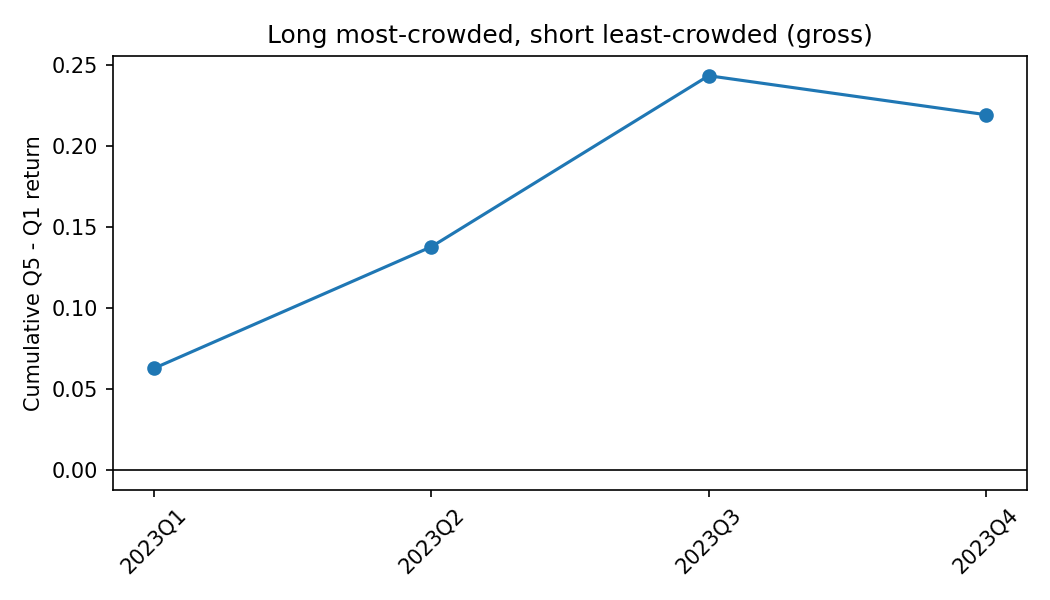 Long most-crowded, short least-crowded (gross)
Cumulative Q5 - Q1 return
0.25
0.20
0.15
0.10
0.05
0.00
2023Q1
2023Q2
2023Q3
2023Q4